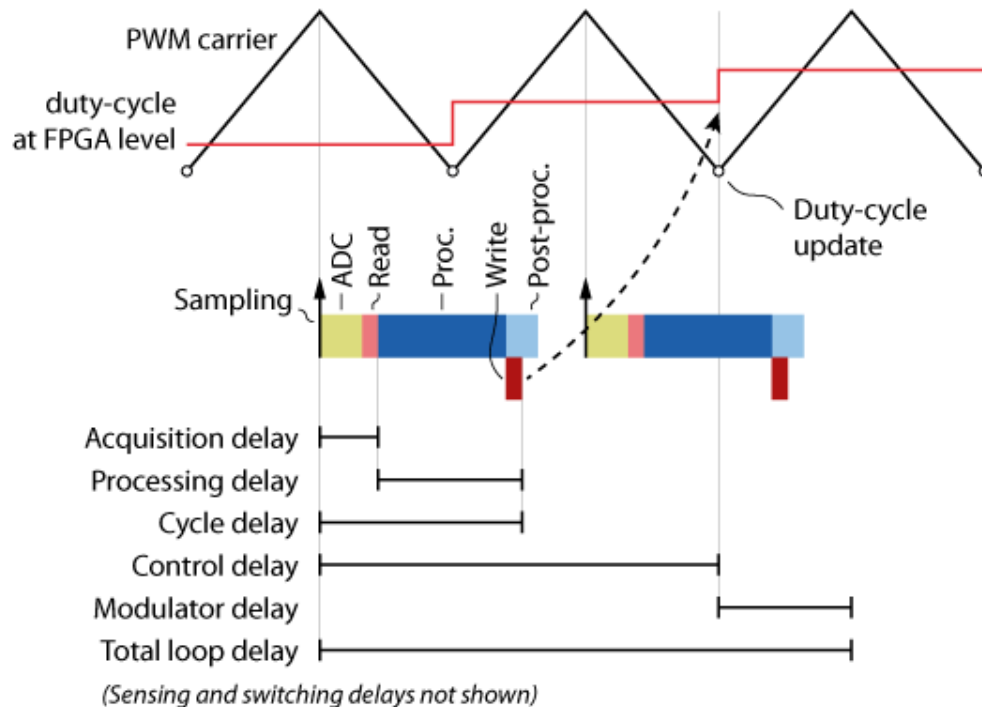 PWM carrier
duty-cycle
at FPGA level
Duty-cycle
update
Sampling
ADC
Read
Proc.
Write
Post-proc.
Acquisition delay
Processing delay
Cycle delay
Control delay
Modulator delay
Total loop delay
(Sensing and switching delays not shown)